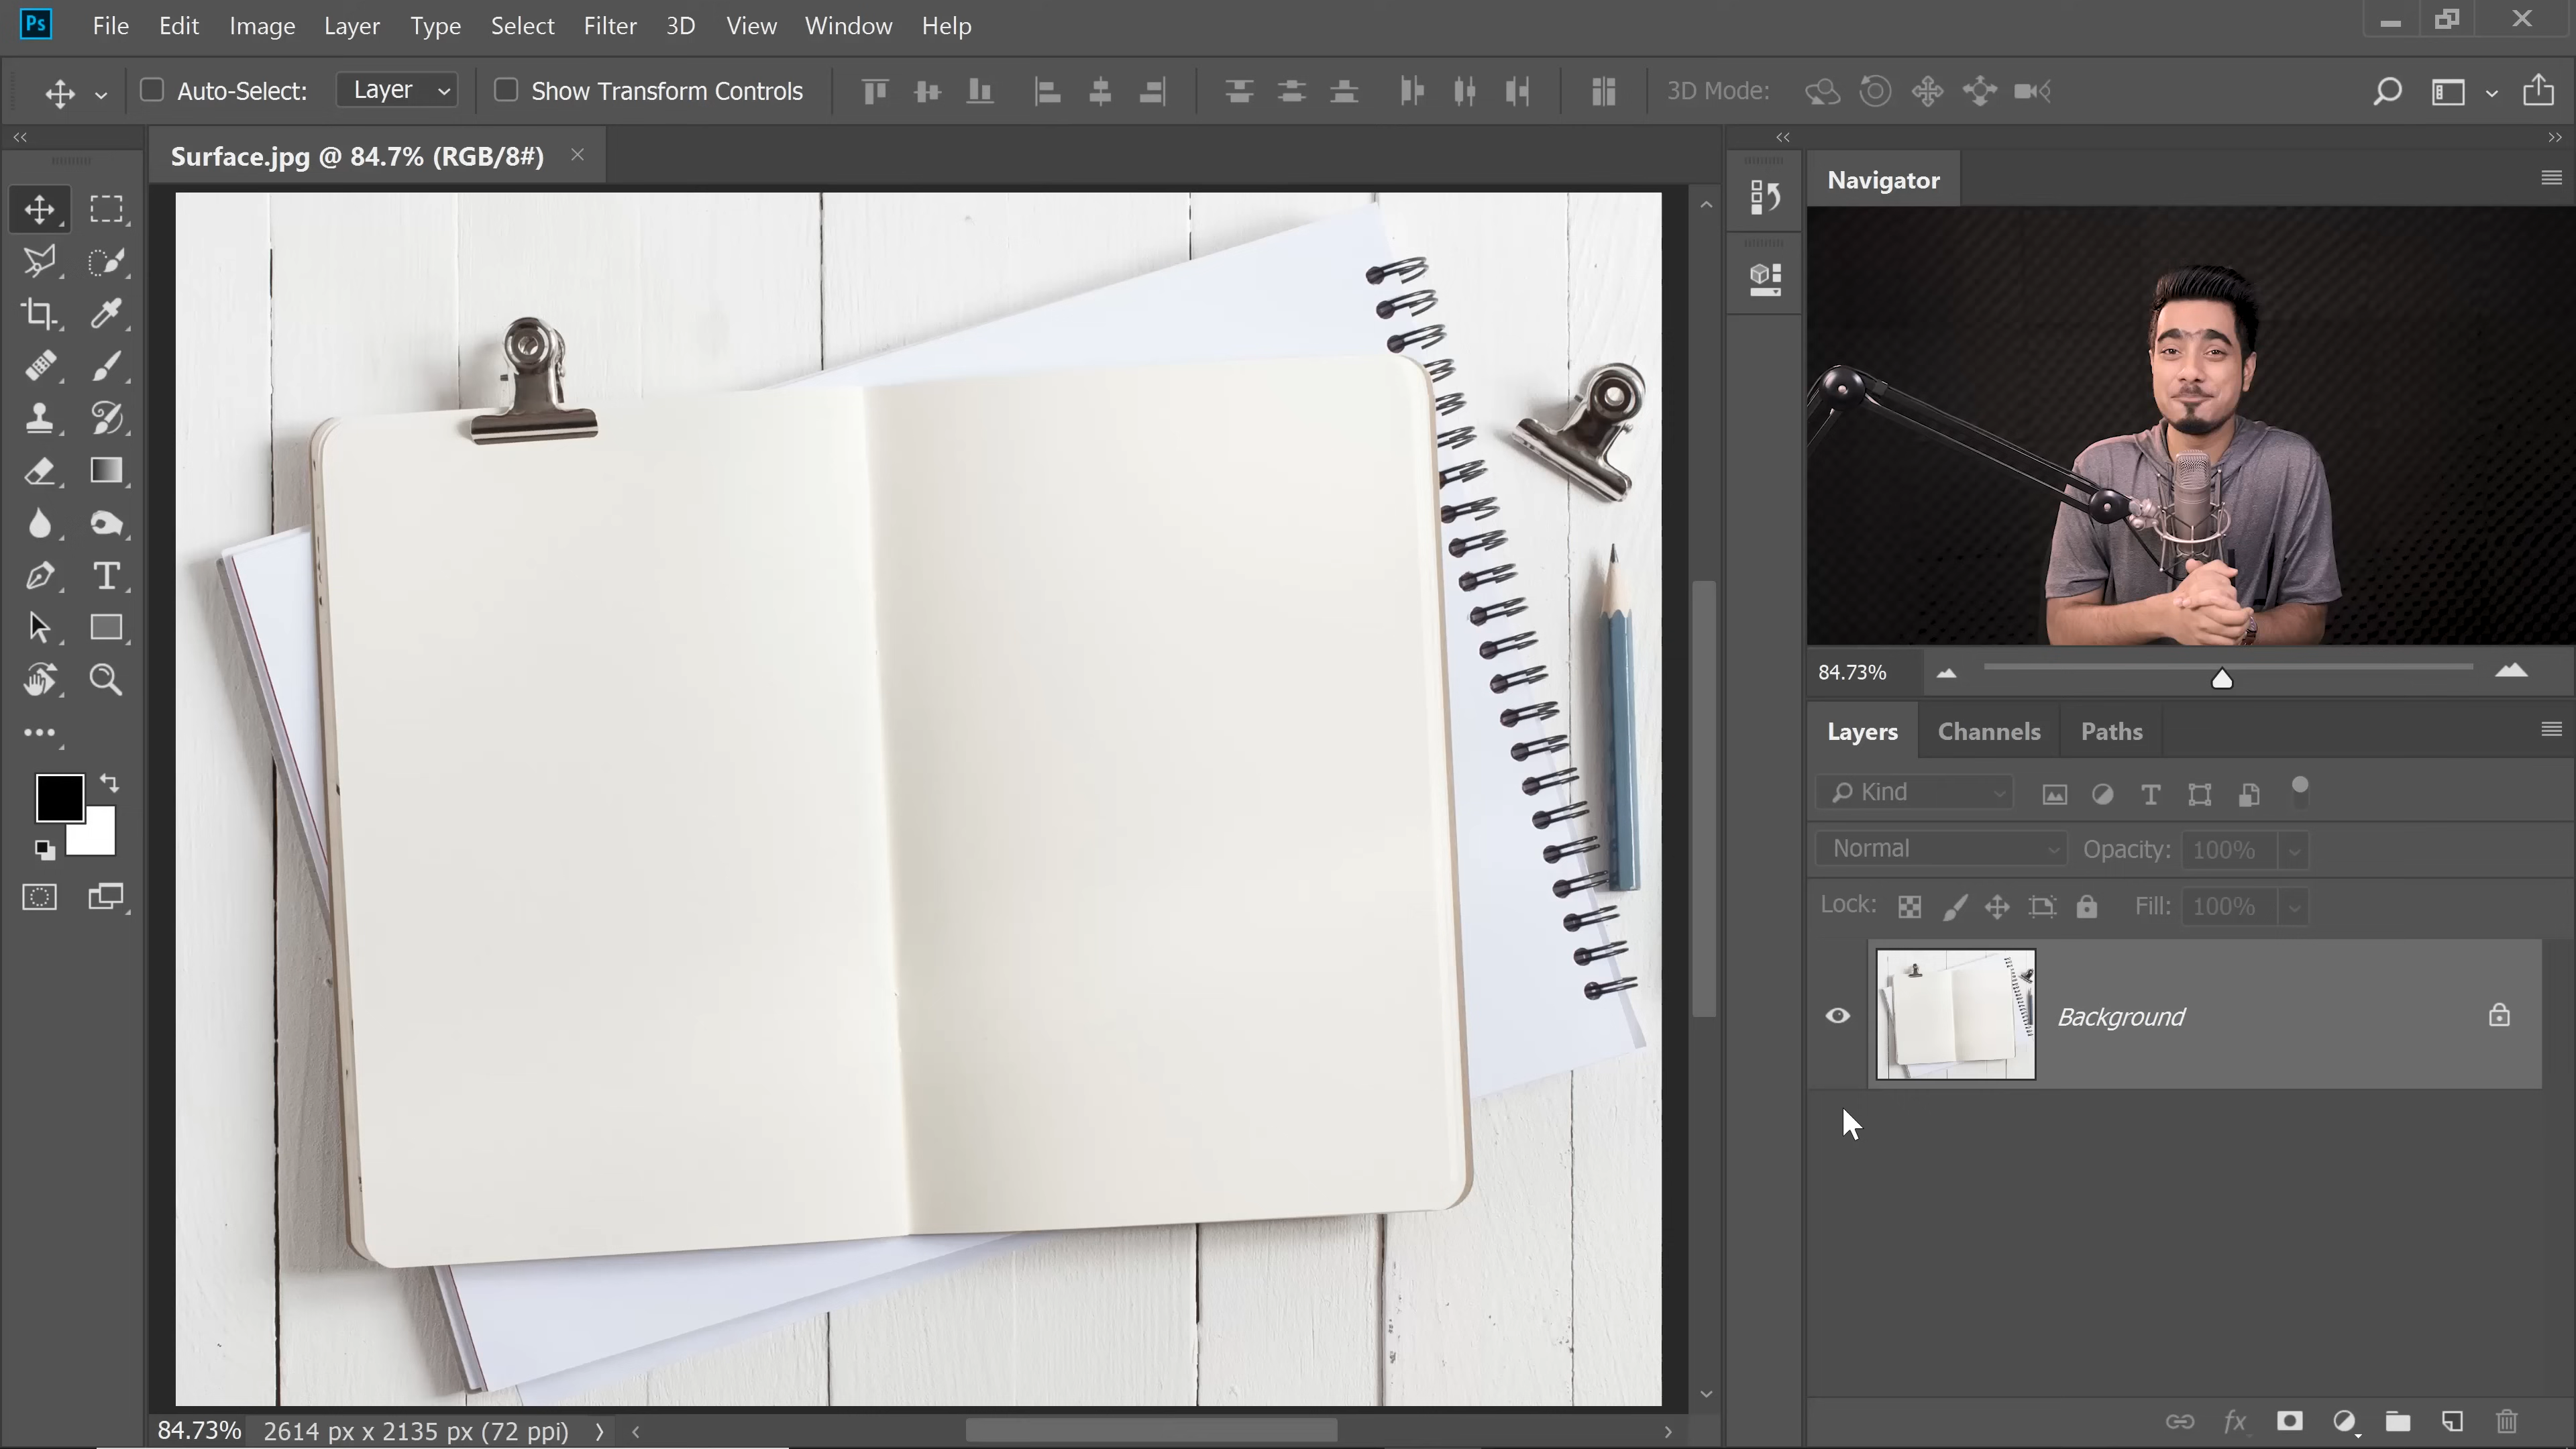 Ps File Edit Image Layer Type Select Filter 3D View Window Help
Auto-Select: Layer Show Transform Controls 3D Mode:
Surface.jpg @ 84.7% (RGB/8#)
Navigator
84.73%
Layers Channels Paths
Kind
Normal Opacity: 100%
Lock: Fill: 100%
Background
fx
84.73% 2614 px x 2135 px (72 ppi)